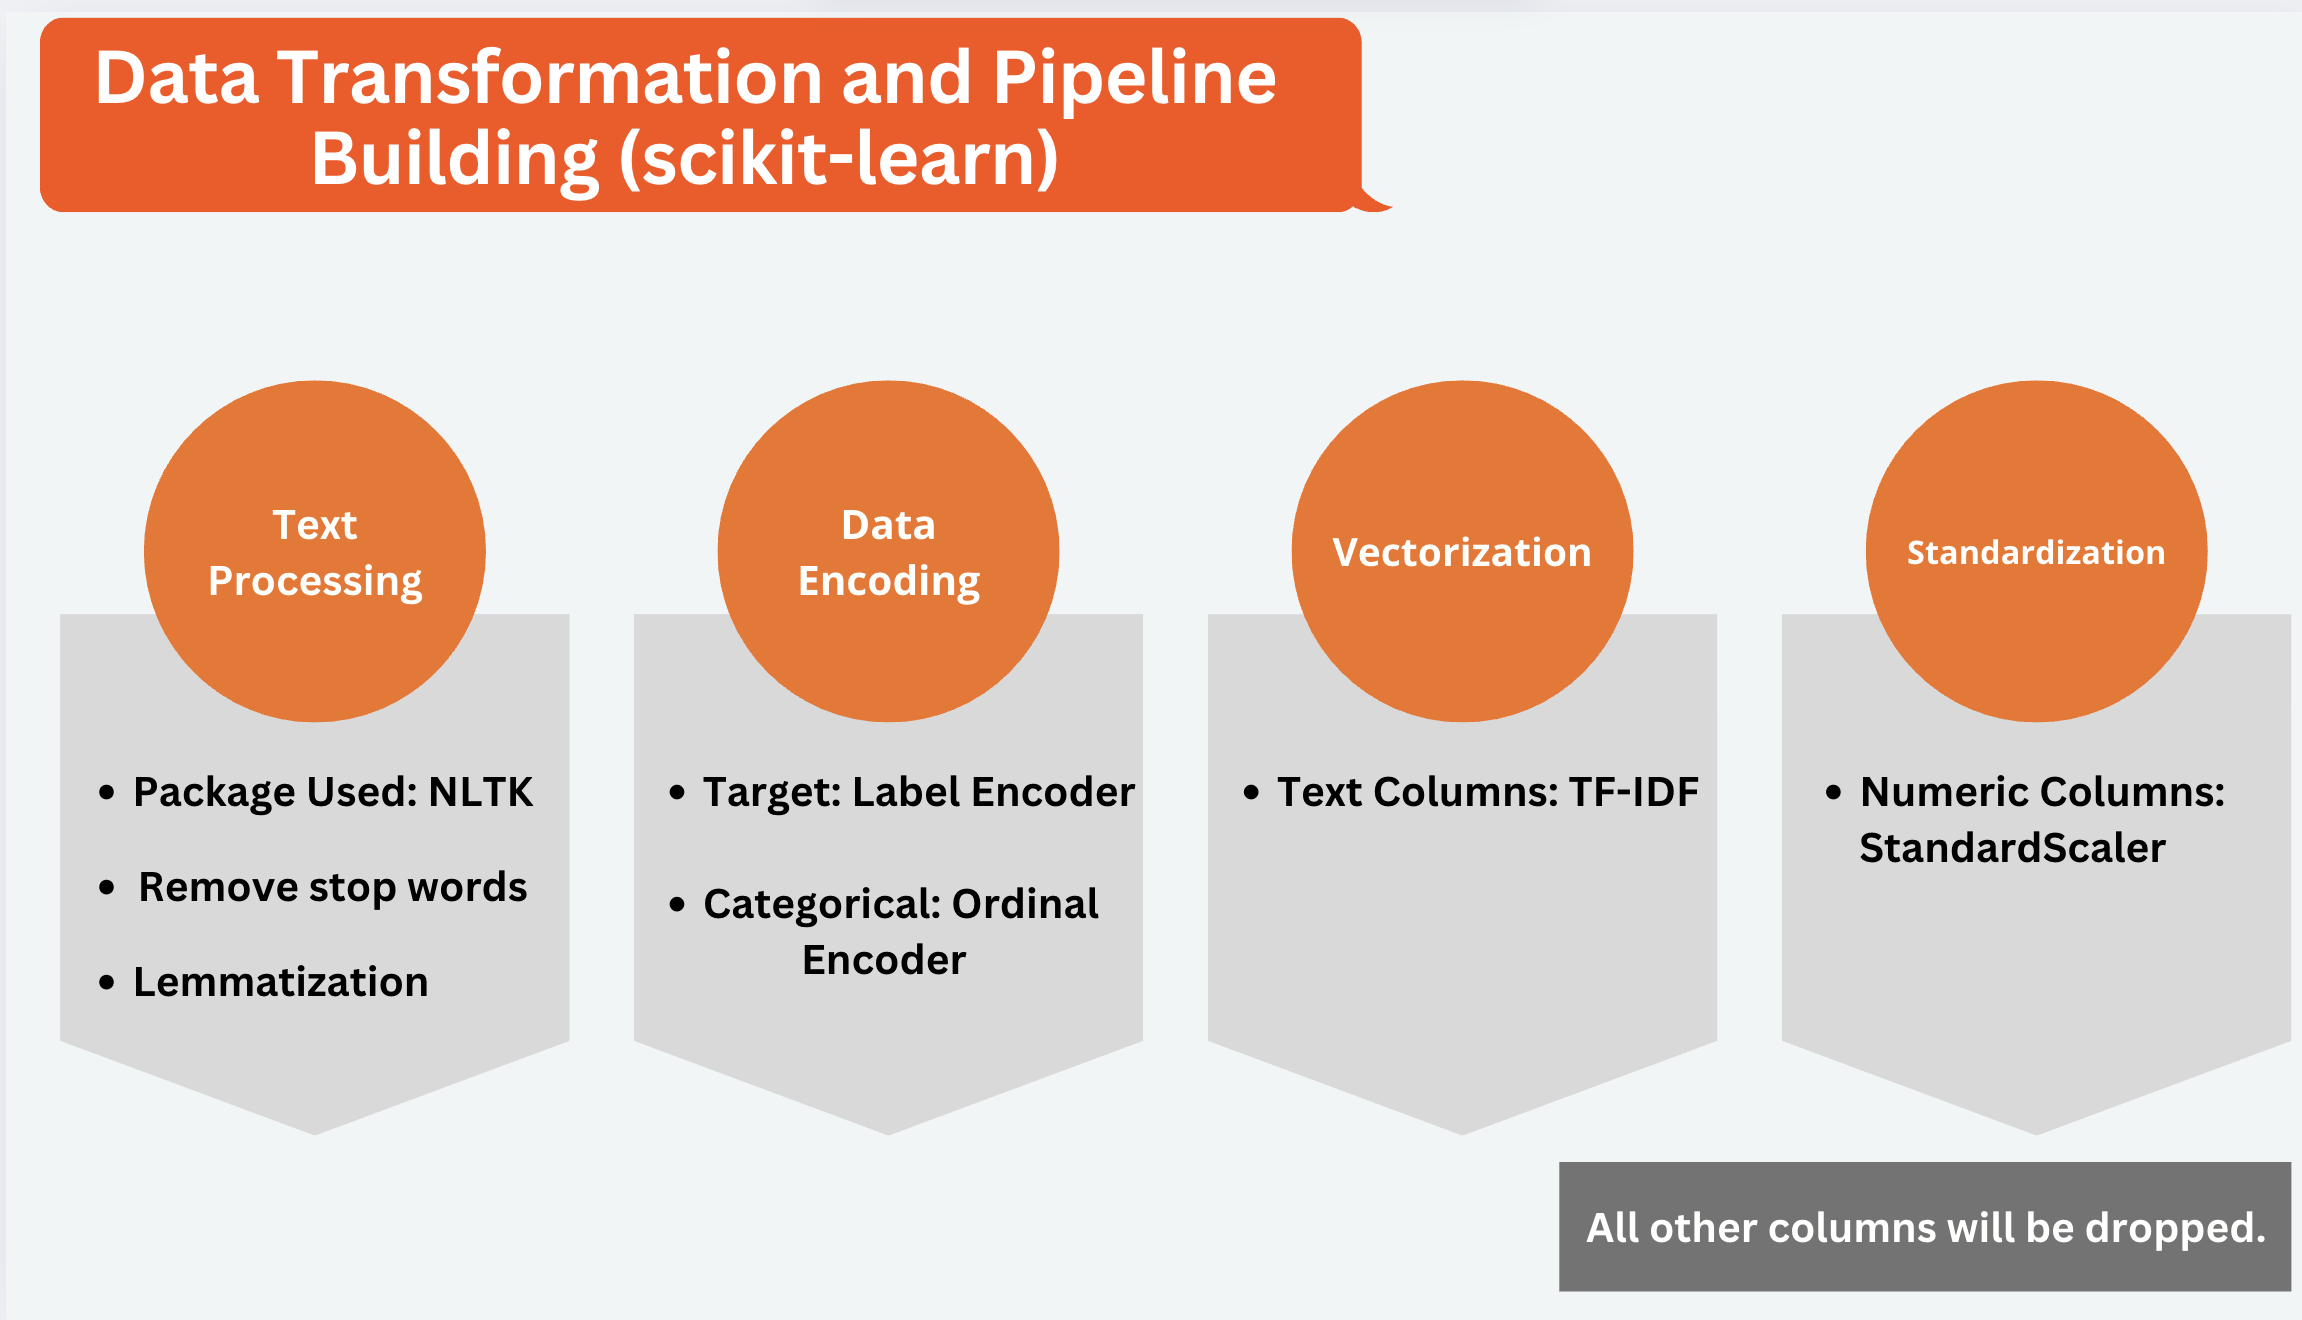 Data Transformation and Pipeline
Building (scikit-learn)
Text
Processing
• Package Used: NLTK
• Remove stop words
• Lemmatization
Data
Encoding
• Target: Label Encoder
• Categorical: Ordinal
Encoder
Vectorization
• Text Columns: TF-IDF
Standardization
• Numeric Columns:
StandardScaler
All other columns will be dropped.